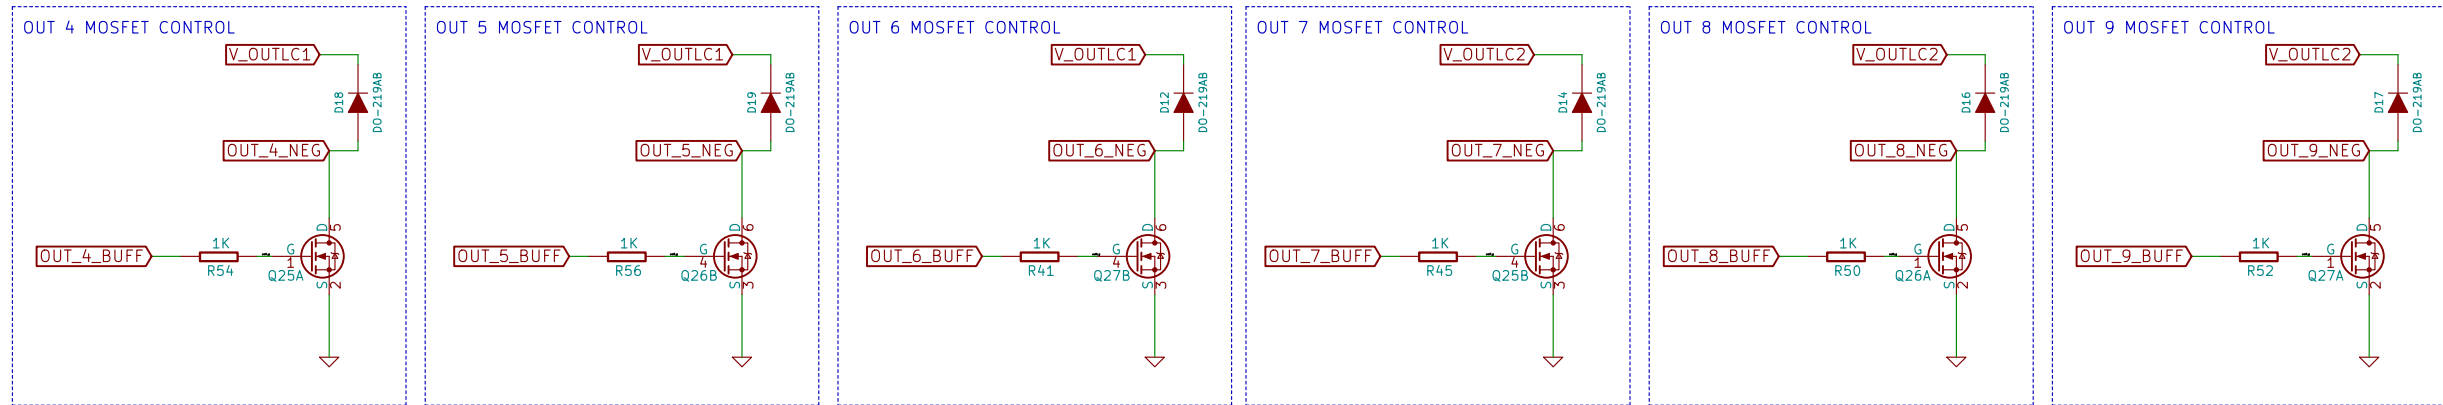 OUT 4 MOSFET CONTROL
V_OUTLC1
D18
DO-219AB
OUT_4_NEG
OUT_4_BUFF
1K
R54
G
1
Q25A
D
5
S
2
OUT 5 MOSFET CONTROL
V_OUTLC1
D19
DO-219AB
OUT_5_NEG
OUT_5_BUFF
1K
R56
G
4
Q26B
D
6
S
3
OUT 6 MOSFET CONTROL
V_OUTLC1
D12
DO-219AB
OUT_6_NEG
OUT_6_BUFF
1K
R41
G
4
Q27B
D
6
S
3
OUT 7 MOSFET CONTROL
V_OUTLC2
D14
DO-219AB
OUT_7_NEG
OUT_7_BUFF
1K
R45
G
4
Q25B
D
6
S
3
OUT 8 MOSFET CONTROL
V_OUTLC2
D16
DO-219AB
OUT_8_NEG
OUT_8_BUFF
1K
R50
G
1
Q26A
D
5
S
2
OUT 9 MOSFET CONTROL
V_OUTLC2
D17
DO-219AB
OUT_9_NEG
OUT_9_BUFF
1K
R52
G
1
Q27A
D
5
S
2